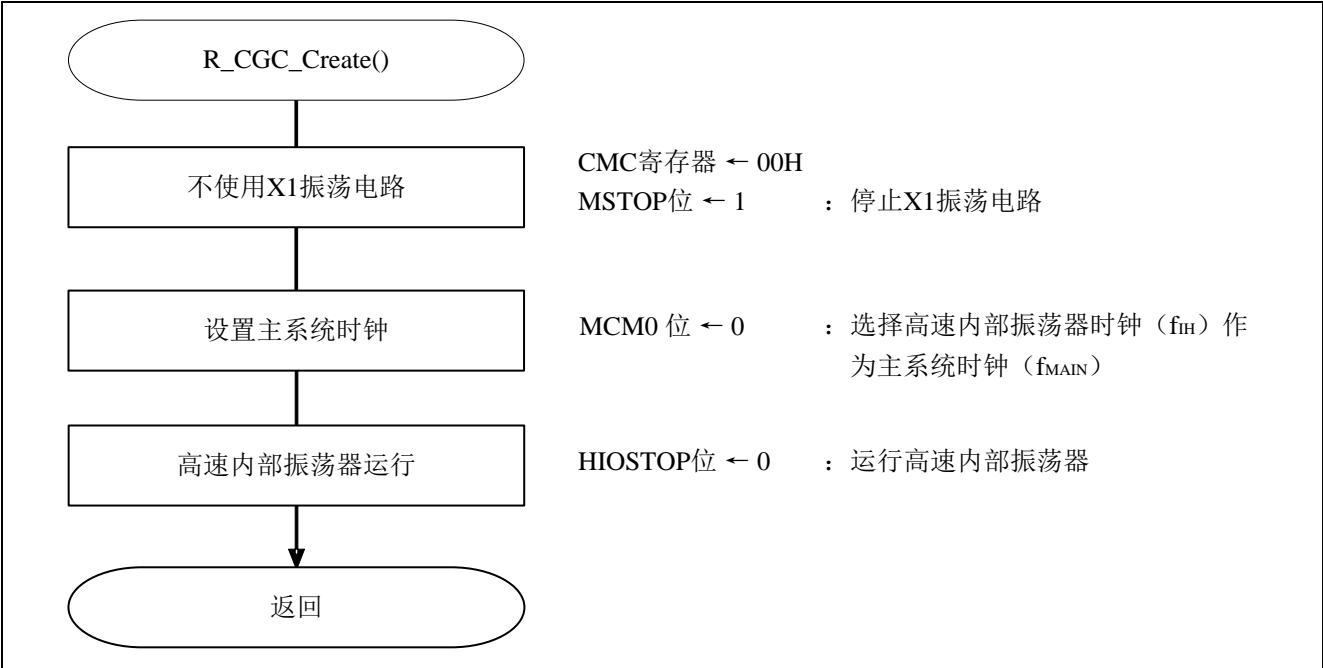 R_CGC_Create()
不使用X1振荡电路
CMC寄存器 ← 00H
MSTOP位 ← 1 ：停止X1振荡电路
设置主系统时钟
MCM0 位 ← 0 ：选择高速内部振荡器时钟（fIH）作
为主系统时钟（fMAIN）
高速内部振荡器运行
HIOSTOP位 ← 0 ：运行高速内部振荡器
返回